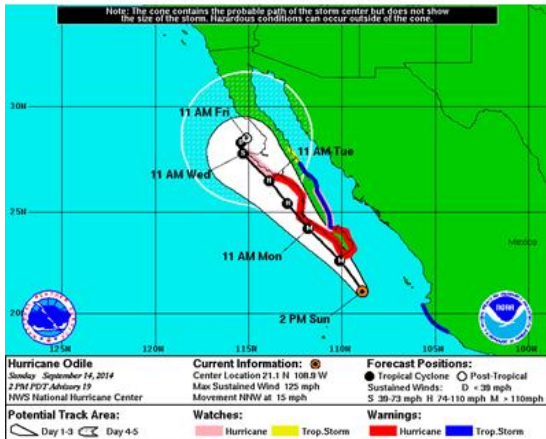 Note: The cone contains the probable path of the storm center but does not show
the size of the storm. Hazardous conditions can occur outside of the cone.
30N
11 AM Fri
11 AM Tue
11 AM Wed
S
H
25N
H
M
11 AM Mon
M
Mexico
20N
2 PM Sun
NOAA
125W
120W
115W
110W
105W
100W
Hurricane Odile
Sunday September 14, 2014
2 PM PDT Advisory 19
NWS National Hurricane Center
Current Information:
Center Location 21.1 N 108.9 W
Max Sustained Wind 125 mph
Movement NNW at 15 mph
Forecast Positions:
Tropical Cyclone Post-Tropical
Sustained Winds: D < 39 mph
S 39-73 mph H 74-110 mph M > 110mph
Potential Track Area:
Day 1-3 Day 4-5
Watches:
Hurricane Trop.Storm
Warnings:
Hurricane Trop.Storm